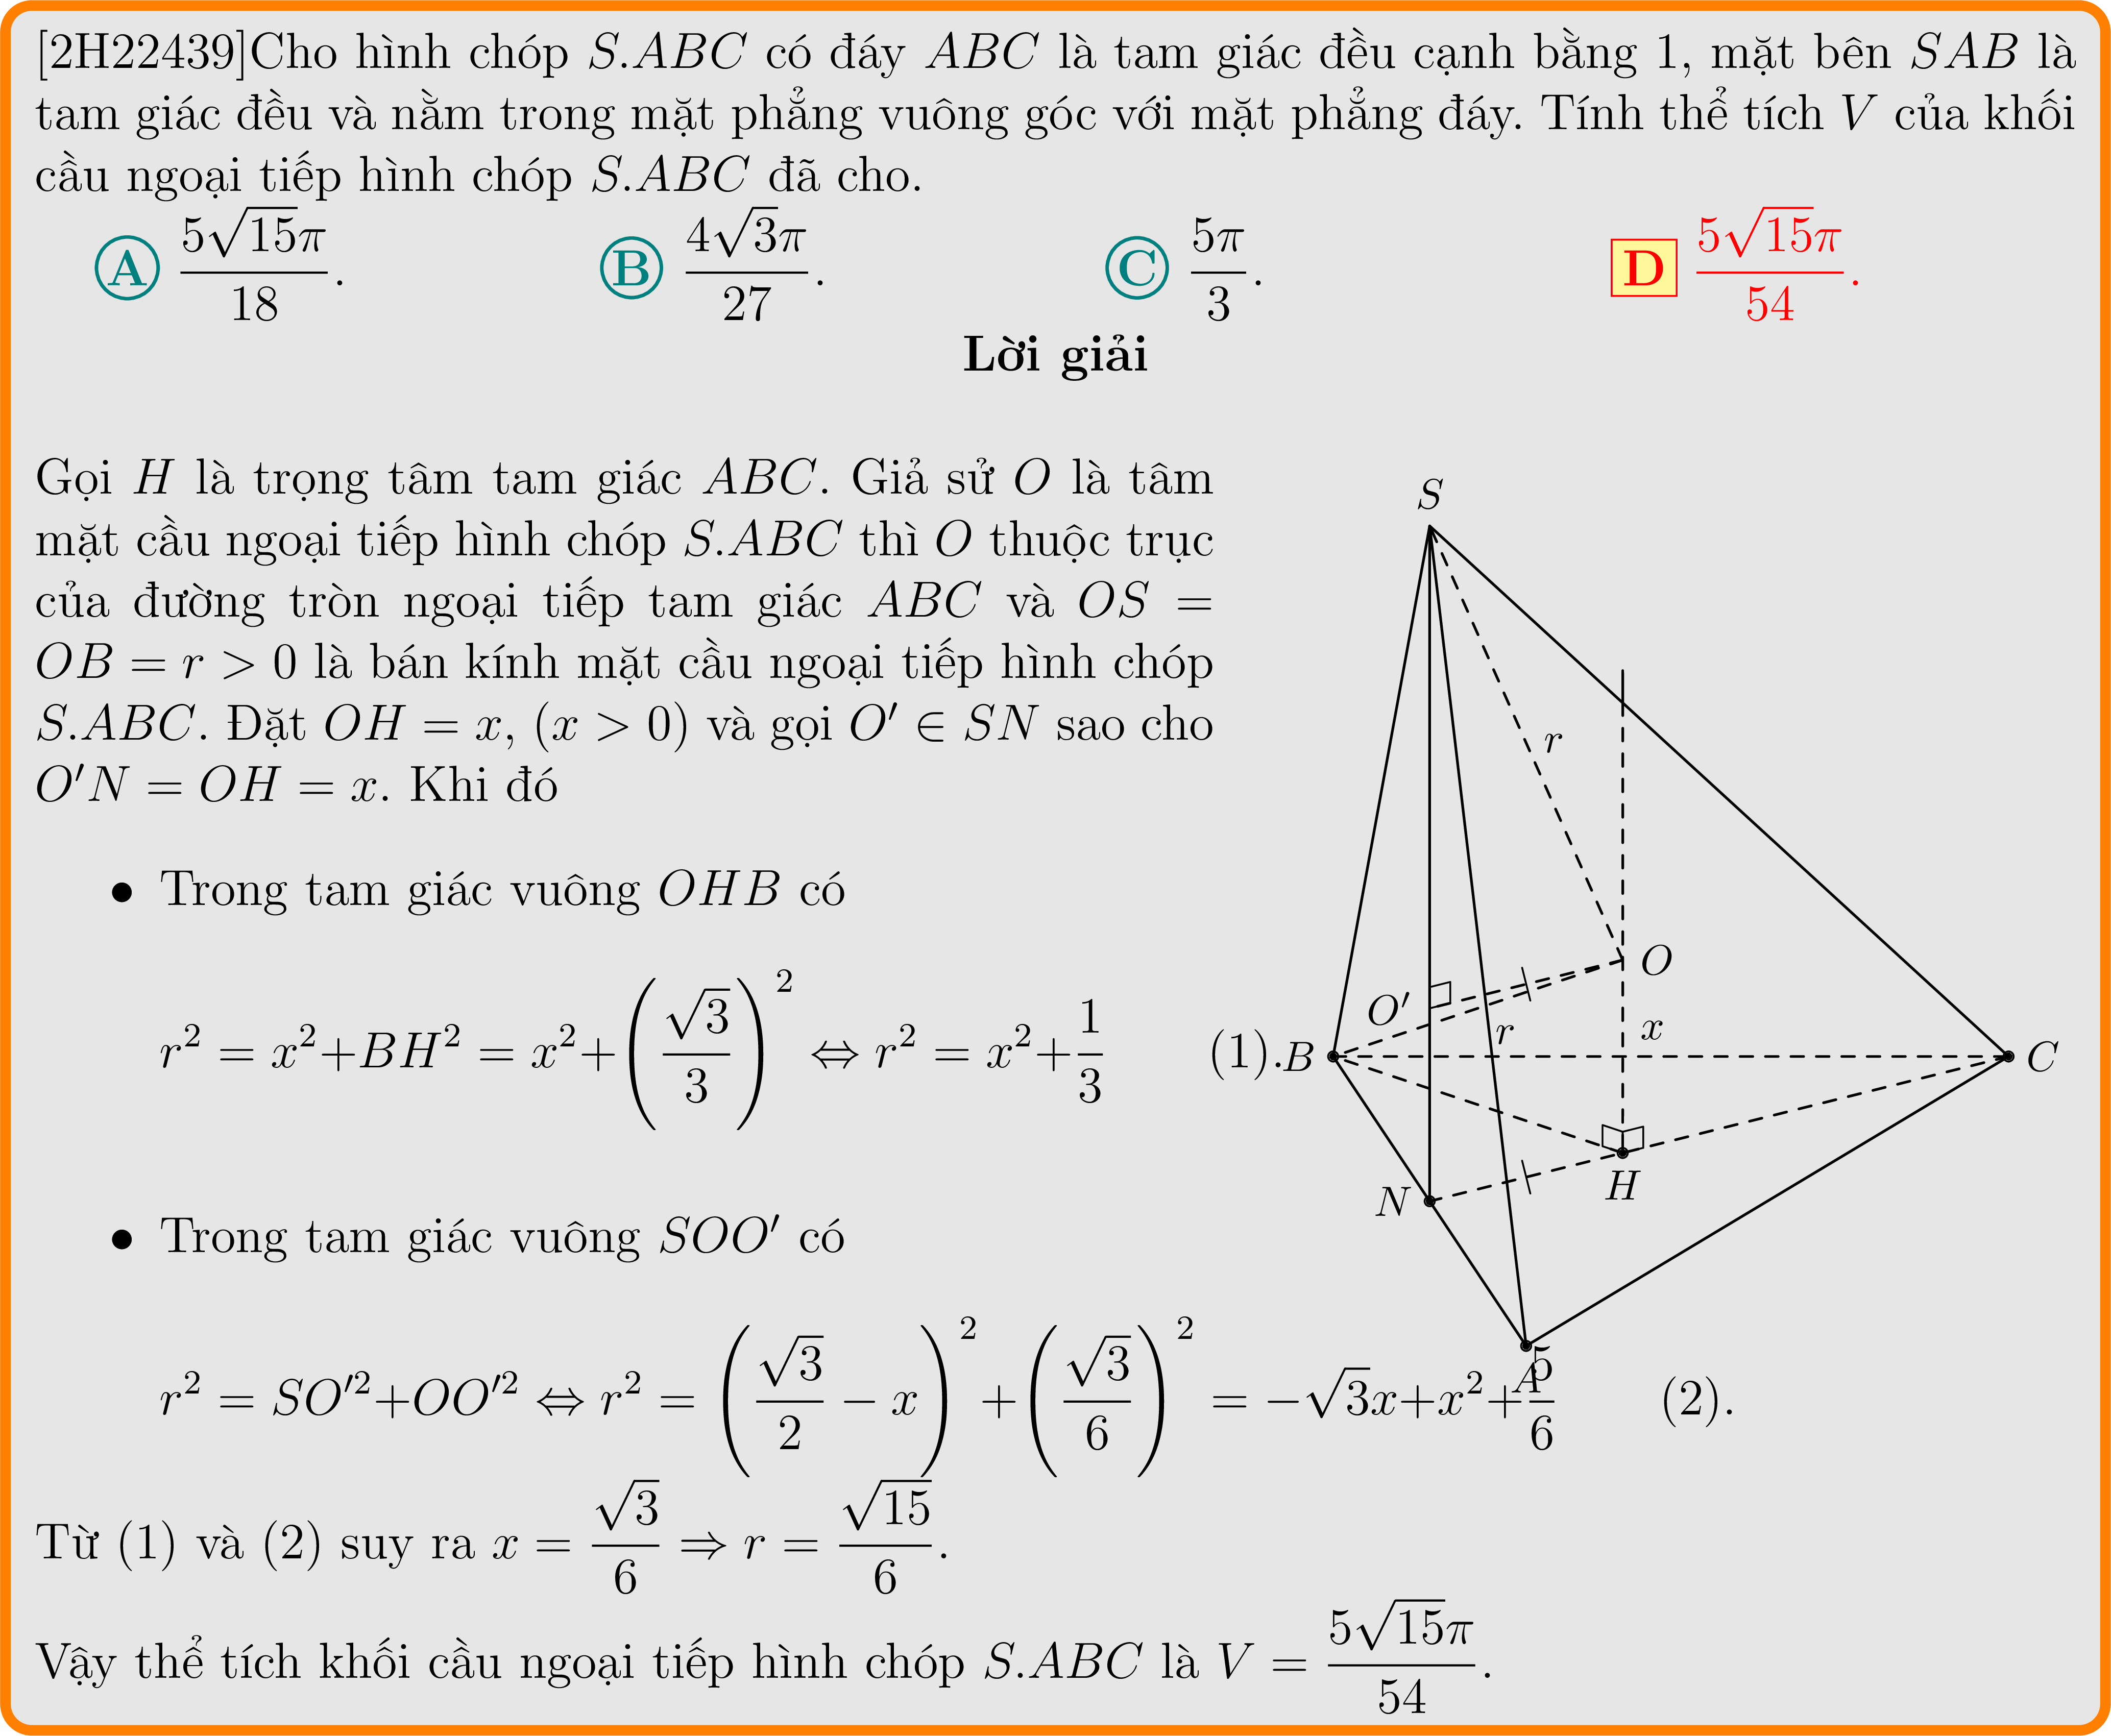 [2H22439]Cho hình chóp S.ABC có đáy ABC là tam giác đều cạnh bằng 1, mặt bên SAB là
tam giác đều và nằm trong mặt phẳng vuông góc với mặt phẳng đáy. Tính thể tích V của khối
cầu ngoại tiếp hình chóp S.ABC đã cho.
A $\frac{5\sqrt{15}\pi}{18}$. B $\frac{4\sqrt{3}\pi}{27}$. C $\frac{5\pi}{3}$. D $\frac{5\sqrt{15}\pi}{54}$.
Lời giải
Gọi H là trọng tâm tam giác ABC. Giả sử O là tâm
mặt cầu ngoại tiếp hình chóp S.ABC thì O thuộc trục
của đường tròn ngoại tiếp tam giác ABC và OS =
OB = r > 0 là bán kính mặt cầu ngoại tiếp hình chóp
S.ABC. Đặt OH = x, (x > 0) và gọi O′ ∈ SN sao cho
O′N = OH = x. Khi đó
• Trong tam giác vuông OHB có
$r^2 = x^2+BH^2 = x^2+\left(\frac{\sqrt{3}}{3}\right)^2 \Leftrightarrow r^2 = x^2+\frac{1}{3}$ (1).
• Trong tam giác vuông SOO′ có
$r^2 = SO'^2+OO'^2 \Leftrightarrow r^2 = \left(\frac{\sqrt{3}}{2} - x\right)^2+\left(\frac{\sqrt{3}}{6}\right)^2 = -\sqrt{3}x+x^2+\frac{5}{6}$ (2).
Từ (1) và (2) suy ra $x = \frac{\sqrt{3}}{6} \Rightarrow r = \frac{\sqrt{15}}{6}$.
Vậy thể tích khối cầu ngoại tiếp hình chóp S.ABC là $V = \frac{5\sqrt{15}\pi}{54}$.
S
r
O
O′
r
x
B
C
H
N
A